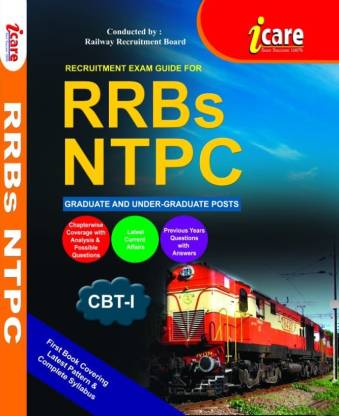 icare
RRBs NTPC
Conducted by :
Railway Recruitment Board
icare
RECRUITMENT EXAM GUIDE FOR
RRBs
NTPC
GRADUATE AND UNDER-GRADUATE POSTS
Chapterwise
Coverage with
Analysis &
Possible
Questions
Latest
Current
Affairs
Previous Years
Questions
with
Answers
CBT-I
First Book Covering
Latest Pattern &
Complete Syllabus